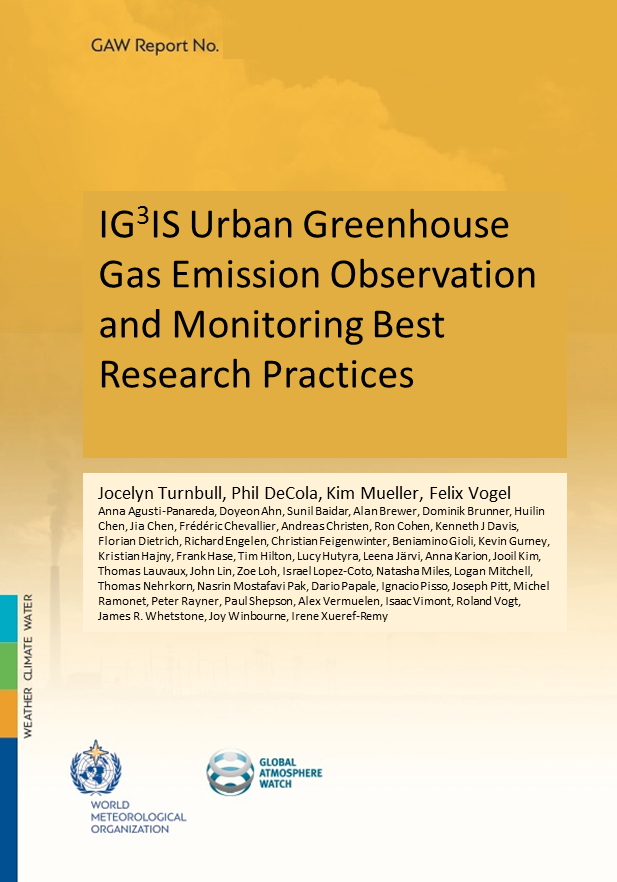 GAW Report No.
IG³IS Urban Greenhouse
Gas Emission Observation
and Monitoring Best
Research Practices
Jocelyn Turnbull, Phil DeCola, Kim Mueller, Felix Vogel
Anna Agusti-Panareda, Doyeon Ahn, Sunil Baidar, Alan Brewer, Dominik Brunner, Huilin
Chen, Jia Chen, Frédéric Chevallier, Andreas Christen, Ron Cohen, Kenneth J Davis,
Florian Dietrich, Richard Engelen, Christian Feigenwinter, Beniamino Gioli, Kevin Gurney,
Kristian Hajny, Frank Hase, Tim Hilton, Lucy Hutyra, Leena Järvi, Anna Karion, Jooil Kim,
Thomas Lauvaux, John Lin, Zoe Loh, Israel Lopez-Coto, Natasha Miles, Logan Mitchell,
Thomas Nehrkorn, Nasrin Mostafavi Pak, Dario Papale, Ignacio Pisso, Joseph Pitt, Michel
Ramonet, Peter Rayner, Paul Shepson, Alex Vermuelen, Isaac Vimont, Roland Vogt,
James R. Whetstone, Joy Winbourne, Irene Xueref-Remy
WEATHER CLIMATE WATER
WORLD
METEOROLOGICAL
ORGANIZATION
GLOBAL
ATMOSPHERE
WATCH